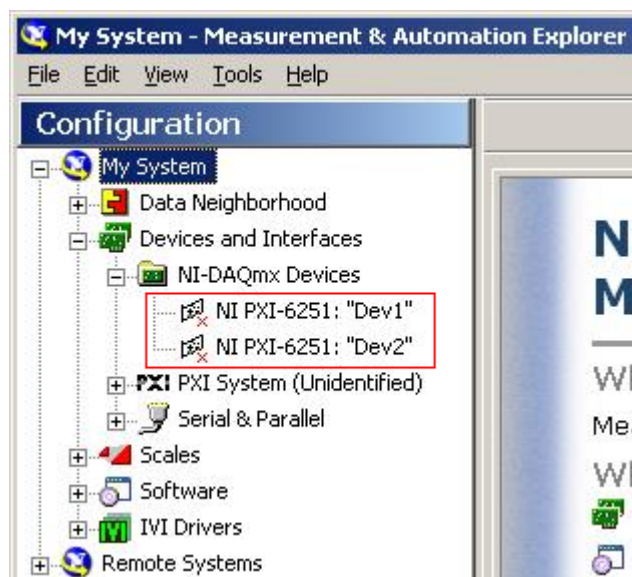 My System - Measurement & Automation Explorer
File Edit View Tools Help
Configuration
My System
Data Neighborhood
Devices and Interfaces
NI-DAQmx Devices
NI PXI-6251: "Dev1"
NI PXI-6251: "Dev2"
PXI PXI System (Unidentified)
Serial & Parallel
Scales
Software
IVI Drivers
Remote Systems
N
M